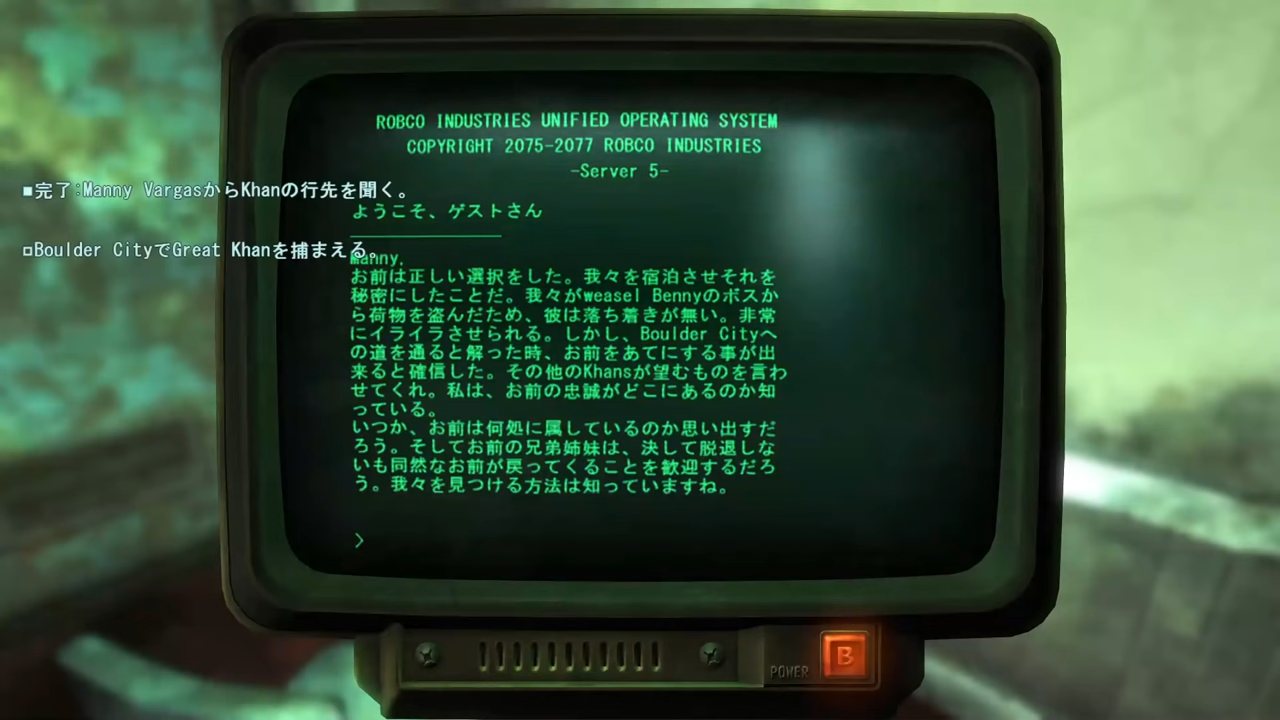 ROBCO INDUSTRIES UNIFIED OPERATING SYSTEM
COPYRIGHT 2075-2077 ROBCO INDUSTRIES
-Server 5-
■完了:Manny VargasからKhanの行先を聞く。
ようこそ、ゲストさん
□Boulder CityでGreat Khanを捕まえる。
Manny,
お前は正しい選択をした。我々を宿泊させそれを
秘密にしたことだ。我々がweasel Bennyのボスか
ら荷物を盗んだため、彼は落ち着きが無い。非常
にイライラさせられる。しかし、Boulder Cityへ
の道を通ると解った時、お前をあてにする事が出
来ると確信した。その他のKhansが望むものを言わ
せてくれ。私は、お前の忠誠がどこにあるのか知
っている。
いつか、お前は何処に属しているのか思い出すだ
ろう。そしてお前の兄弟姉妹は、決して脱退しな
いも同然なお前が戻ってくることを歓迎するだろ
う。我々を見つける方法は知っていますね。
>
POWER
B